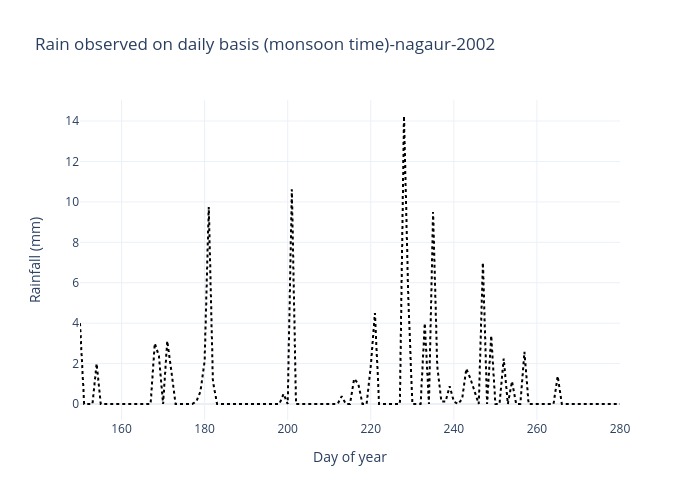 Rain observed on daily basis (monsoon time)-nagaur-2002
14
12
10
8
6
4
2
0
Rainfall (mm)
160 180 200 220 240 260 280
Day of year